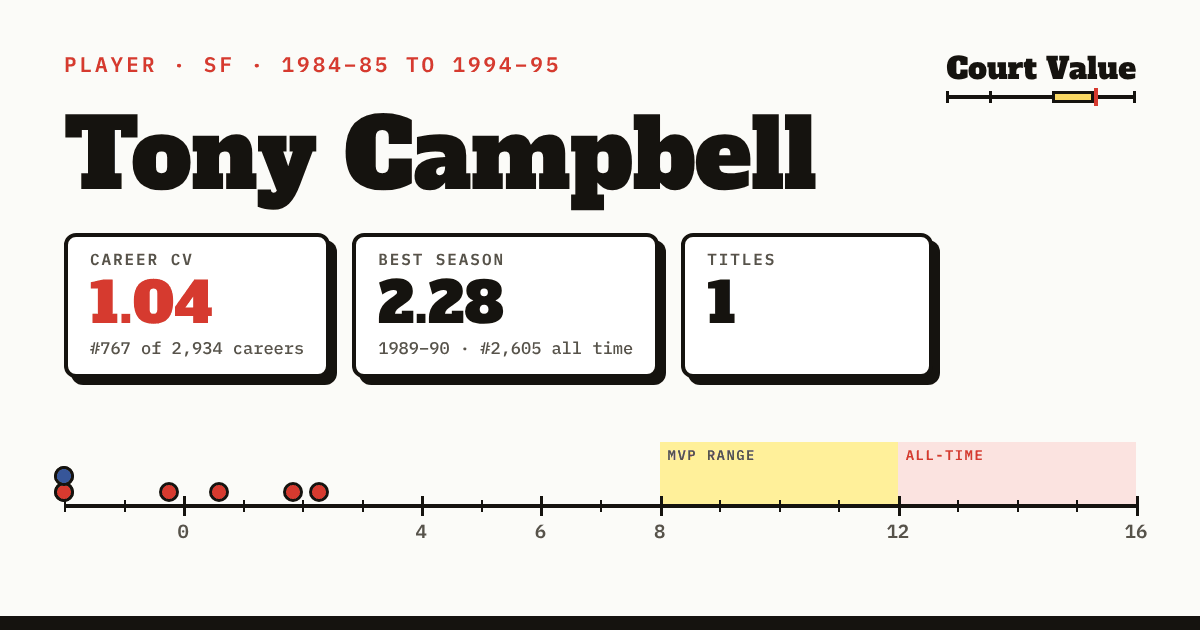 PLAYER · SF · 1984–85 TO 1994–95
Court Value
Tony Campbell
CAREER CV
1.04
#767 of 2,934 careers
BEST SEASON
2.28
1989–90 · #2,605 all time
TITLES
1
MVP RANGE
ALL-TIME
0 4 6 8 12 16